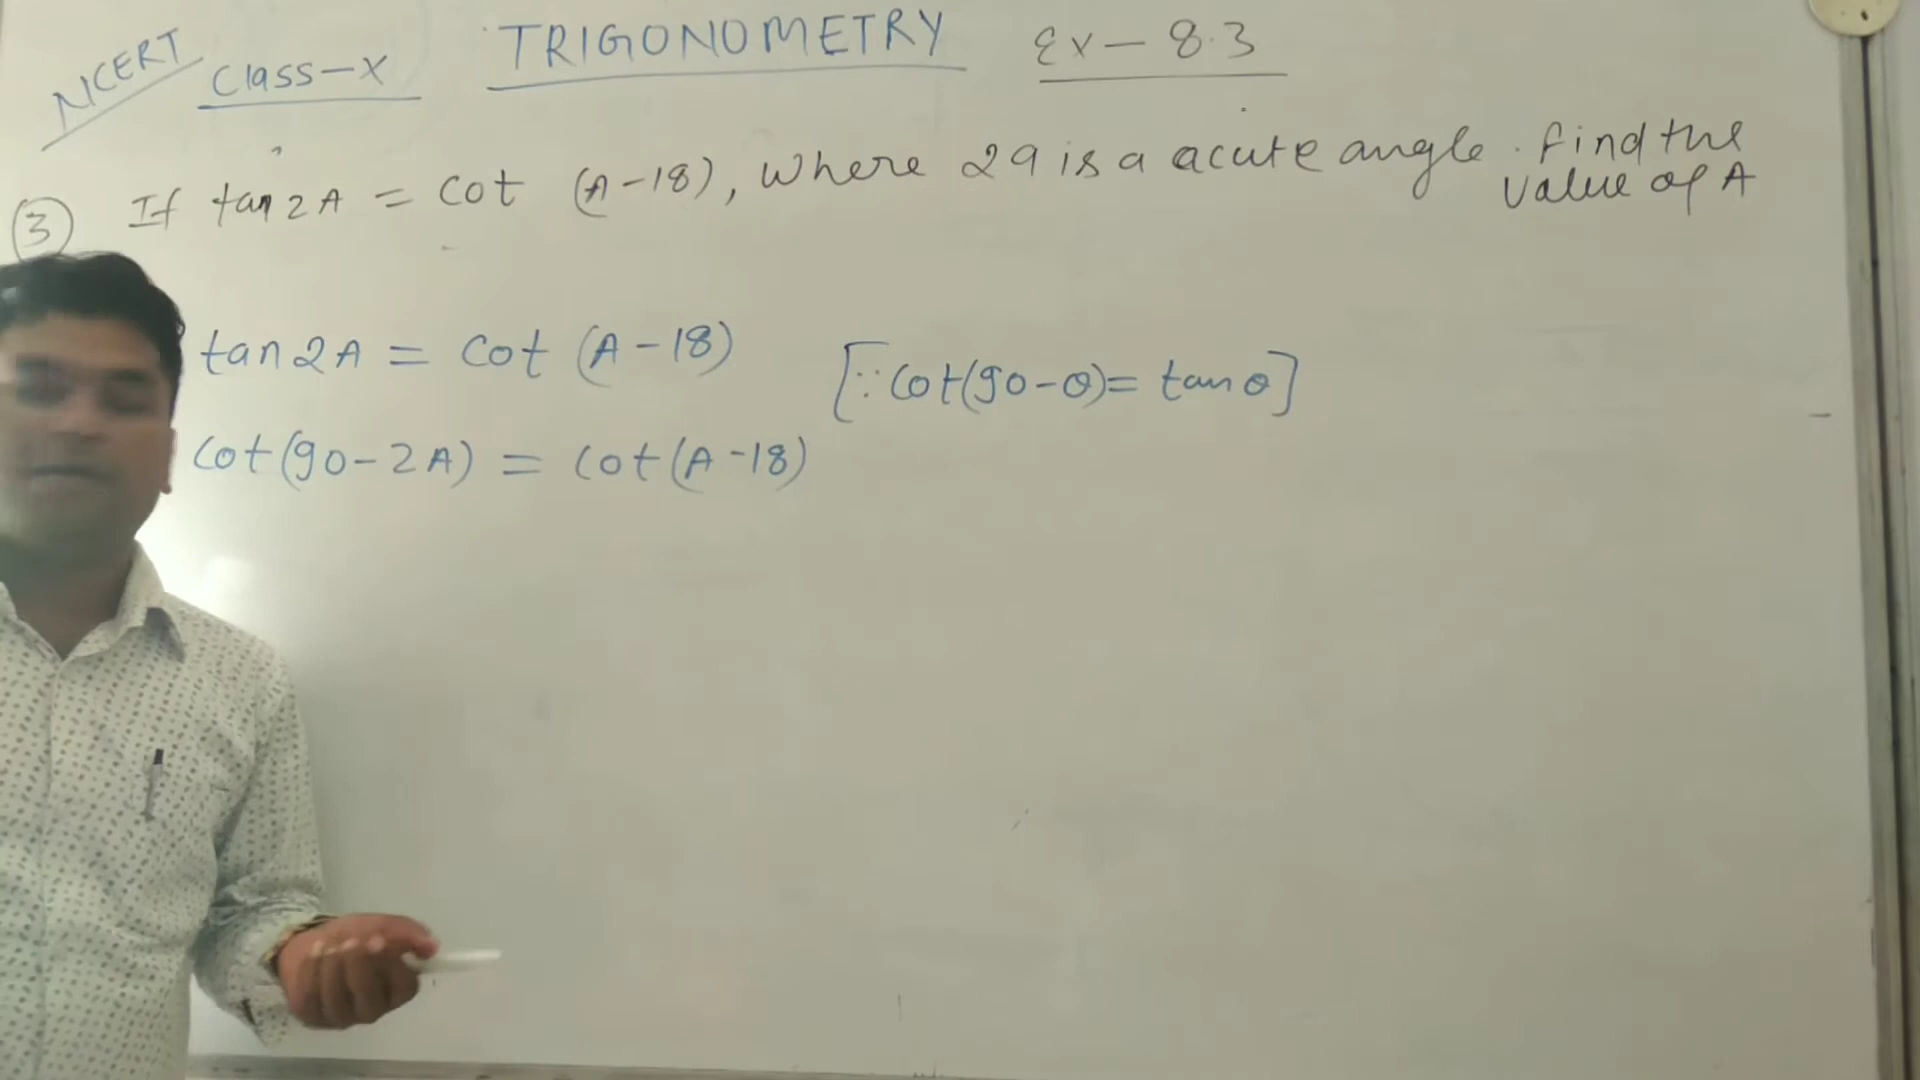 NCERT Class-X TRIGONOMETRY Ex-8.3
③ If tan 2A = Cot (A-18), Where 2A is a acute angle. Find the
Value of A
tan 2A = Cot (A-18)
[∵ Cot(90-θ)= tan θ]
Cot(90-2A) = Cot(A-18)